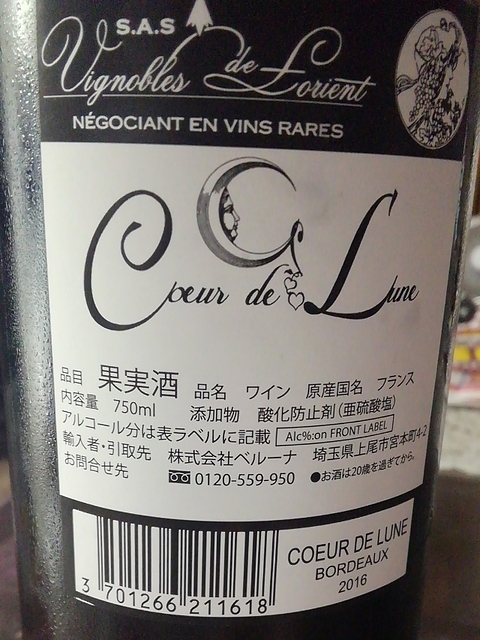 S.A.S
Vignobles de Lorient
NÉGOCIANT EN VINS RARES
Coeur de Lune
品目 果実酒 品名 ワイン 原産国名 フランス
内容量 750ml 添加物 酸化防止剤(亜硫酸塩)
アルコール分は表ラベルに記載 Alc%:on FRONT LABEL
輸入者・引取先 株式会社ベルーナ 埼玉県上尾市宮本町4-2
お問合せ先 0120-559-950 ●お酒は20歳を過ぎてから。
COEUR DE LUNE
BORDEAUX
2016
3 701266 211618